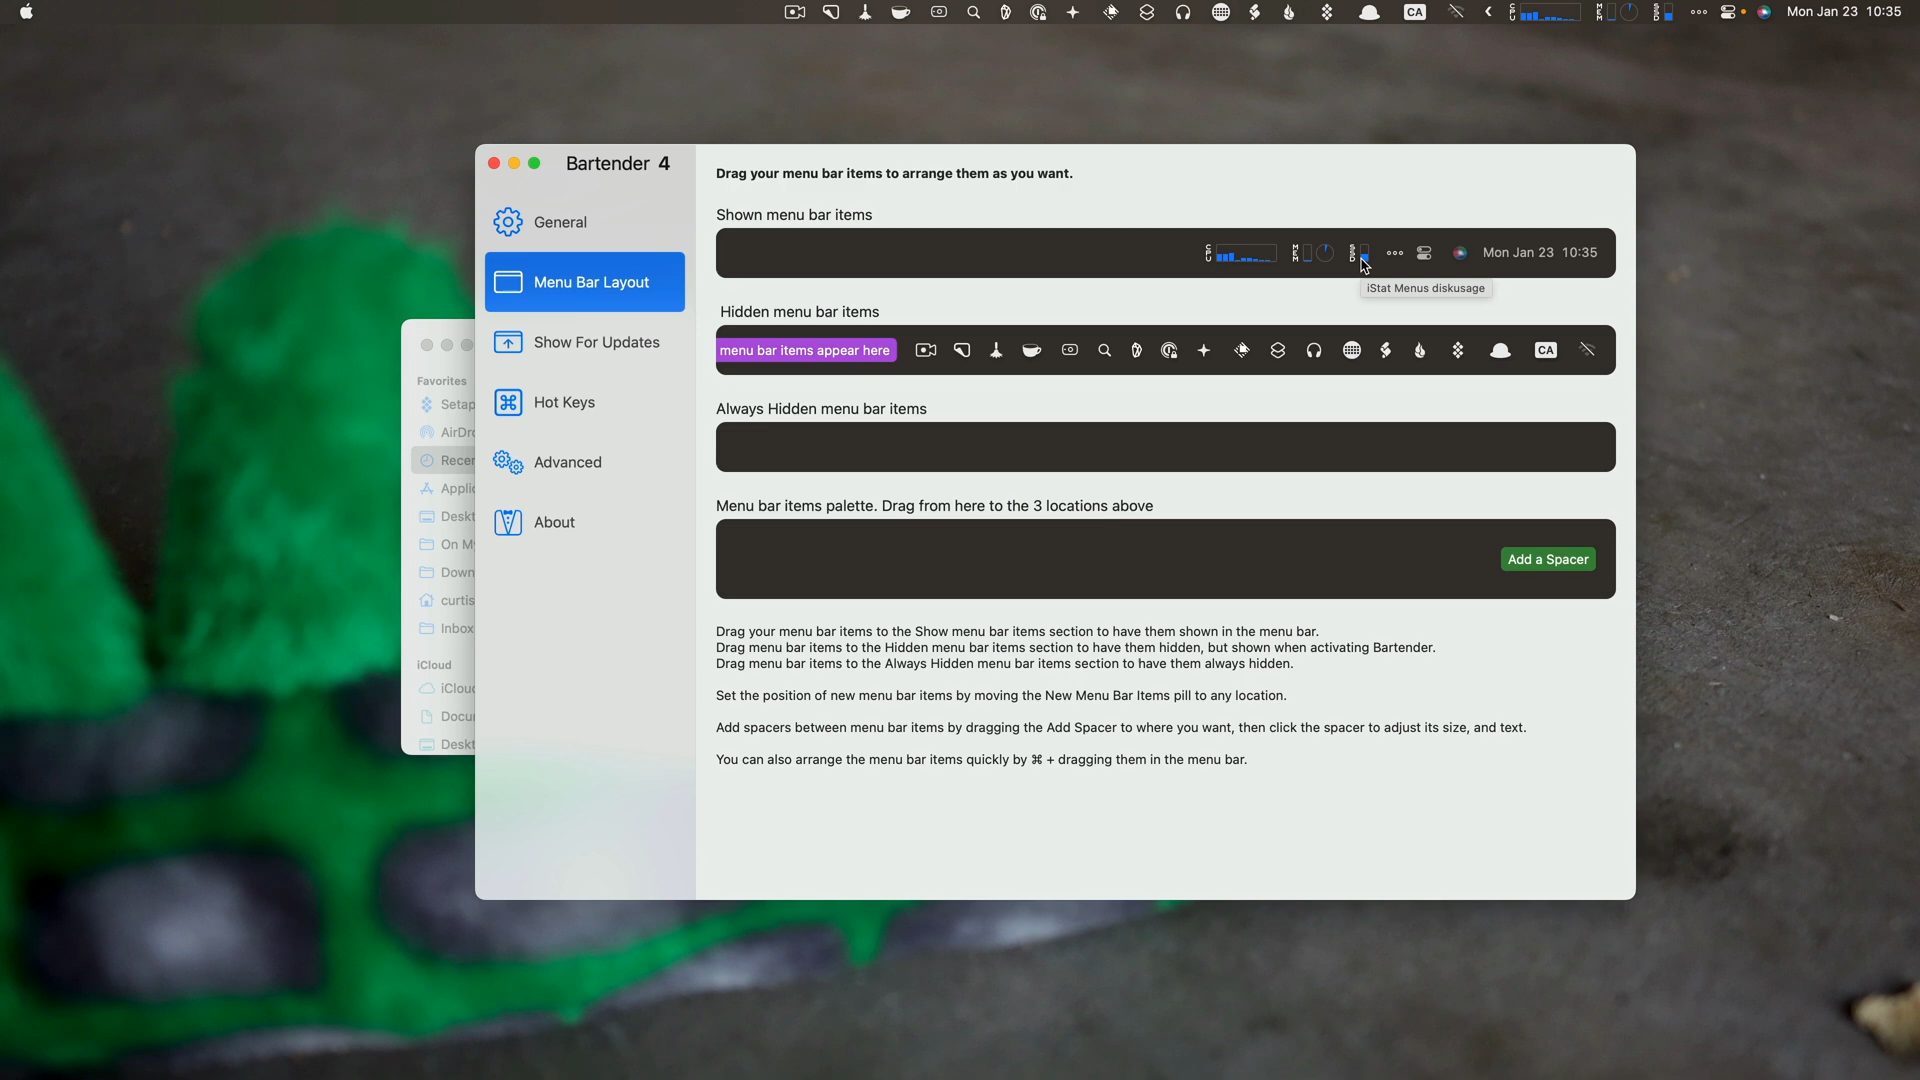 CA CPU MEM SSD Mon Jan 23 10:35
Bartender 4
General
Menu Bar Layout
Show For Updates
Hot Keys
Advanced
About
Favorites
AirDr
Rece
Appli
Deskt
On M
Down
curtis
Inbox
iCloud
iClou
Docu
Deskt
Drag your menu bar items to arrange them as you want.
Shown menu bar items
CPU MEM SSD Mon Jan 23 10:35
iStat Menus diskusage
Hidden menu bar items
menu bar items appear here CA
Always Hidden menu bar items
Menu bar items palette. Drag from here to the 3 locations above
Add a Spacer
Drag your menu bar items to the Show menu bar items section to have them shown in the menu bar.
Drag menu bar items to the Hidden menu bar items section to have them hidden, but shown when activating Bartender.
Drag menu bar items to the Always Hidden menu bar items section to have them always hidden.
Set the position of new menu bar items by moving the New Menu Bar Items pill to any location.
Add spacers between menu bar items by dragging the Add Spacer to where you want, then click the spacer to adjust its size, and text.
You can also arrange the menu bar items quickly by ⌘ + dragging them in the menu bar.